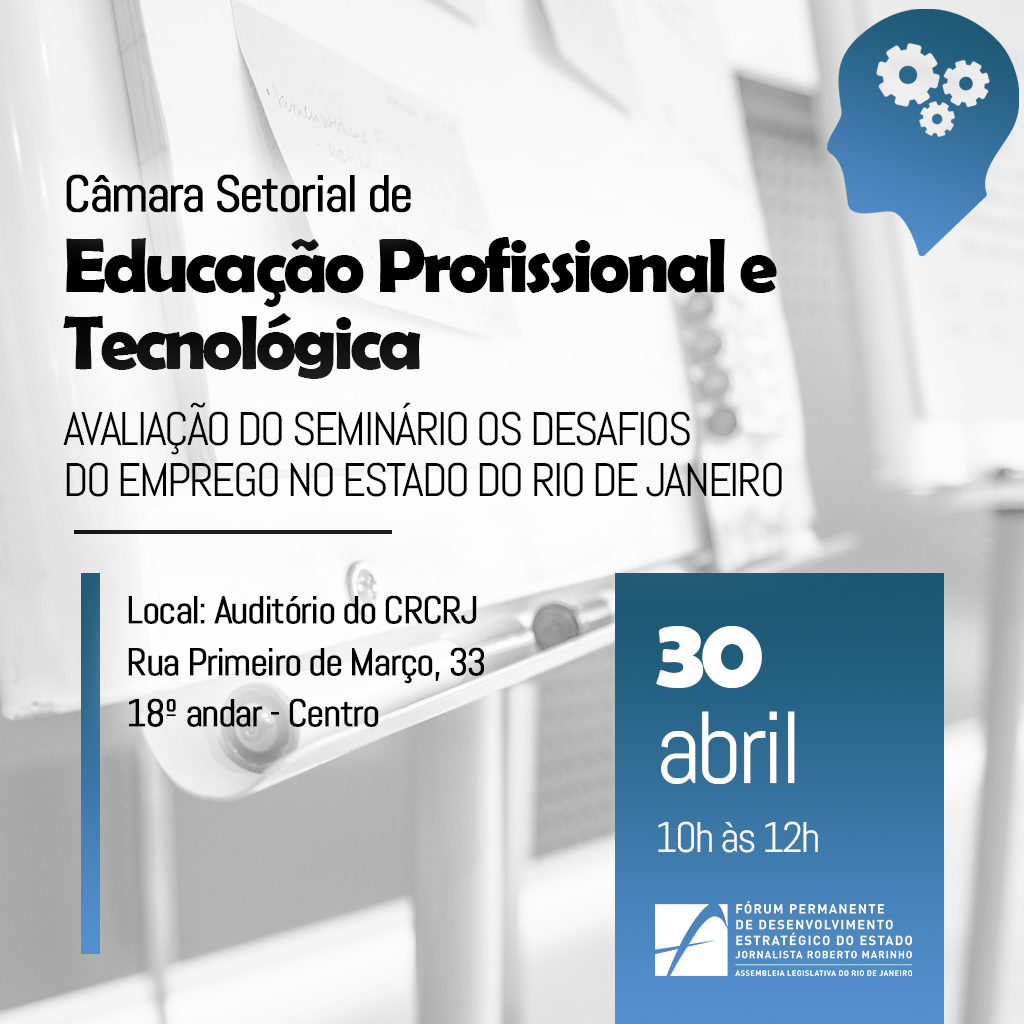 Câmara Setorial de
Educação Profissional e
Tecnológica
AVALIAÇÃO DO SEMINÁRIO OS DESAFIOS
DO EMPREGO NO ESTADO DO RIO DE JANEIRO
Local: Auditório do CRCRJ
Rua Primeiro de Março, 33
18º andar - Centro
30
abril
10h às 12h
FÓRUM PERMANENTE
DE DESENVOLVIMENTO
ESTRATÉGICO DO ESTADO
JORNALISTA ROBERTO MARINHO
ASSEMBLEIA LEGISLATIVA DO RIO DE JANEIRO